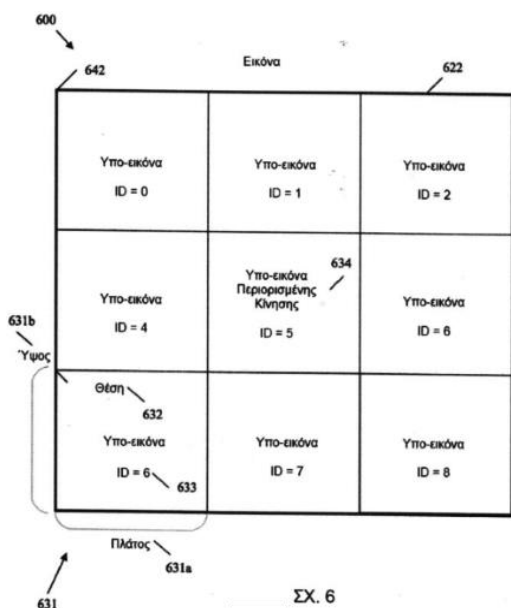 600
Εικόνα
642
622
Υπο-εικόνα
ID = 0
Υπο-εικόνα
ID = 1
Υπο-εικόνα
ID = 2
Υπο-εικόνα
ID = 4
Υπο-εικόνα
Περιορισμένης
Κίνησης
ID = 5
634
Υπο-εικόνα
ID = 6
631b
Ύψος
Θέση
632
Υπο-εικόνα
ID = 6
633
Υπο-εικόνα
ID = 7
Υπο-εικόνα
ID = 8
Πλάτος
631a
631
ΣΧ. 6